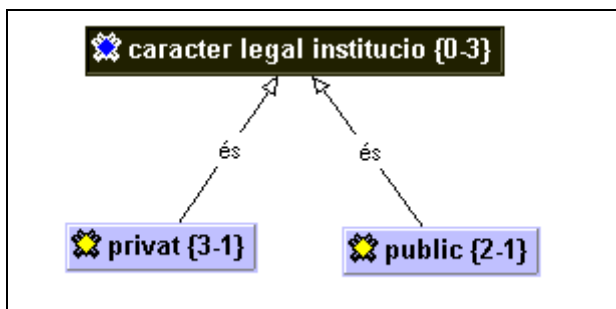 caracter legal institucio {0-3}
és
és
privat {3-1}
public {2-1}